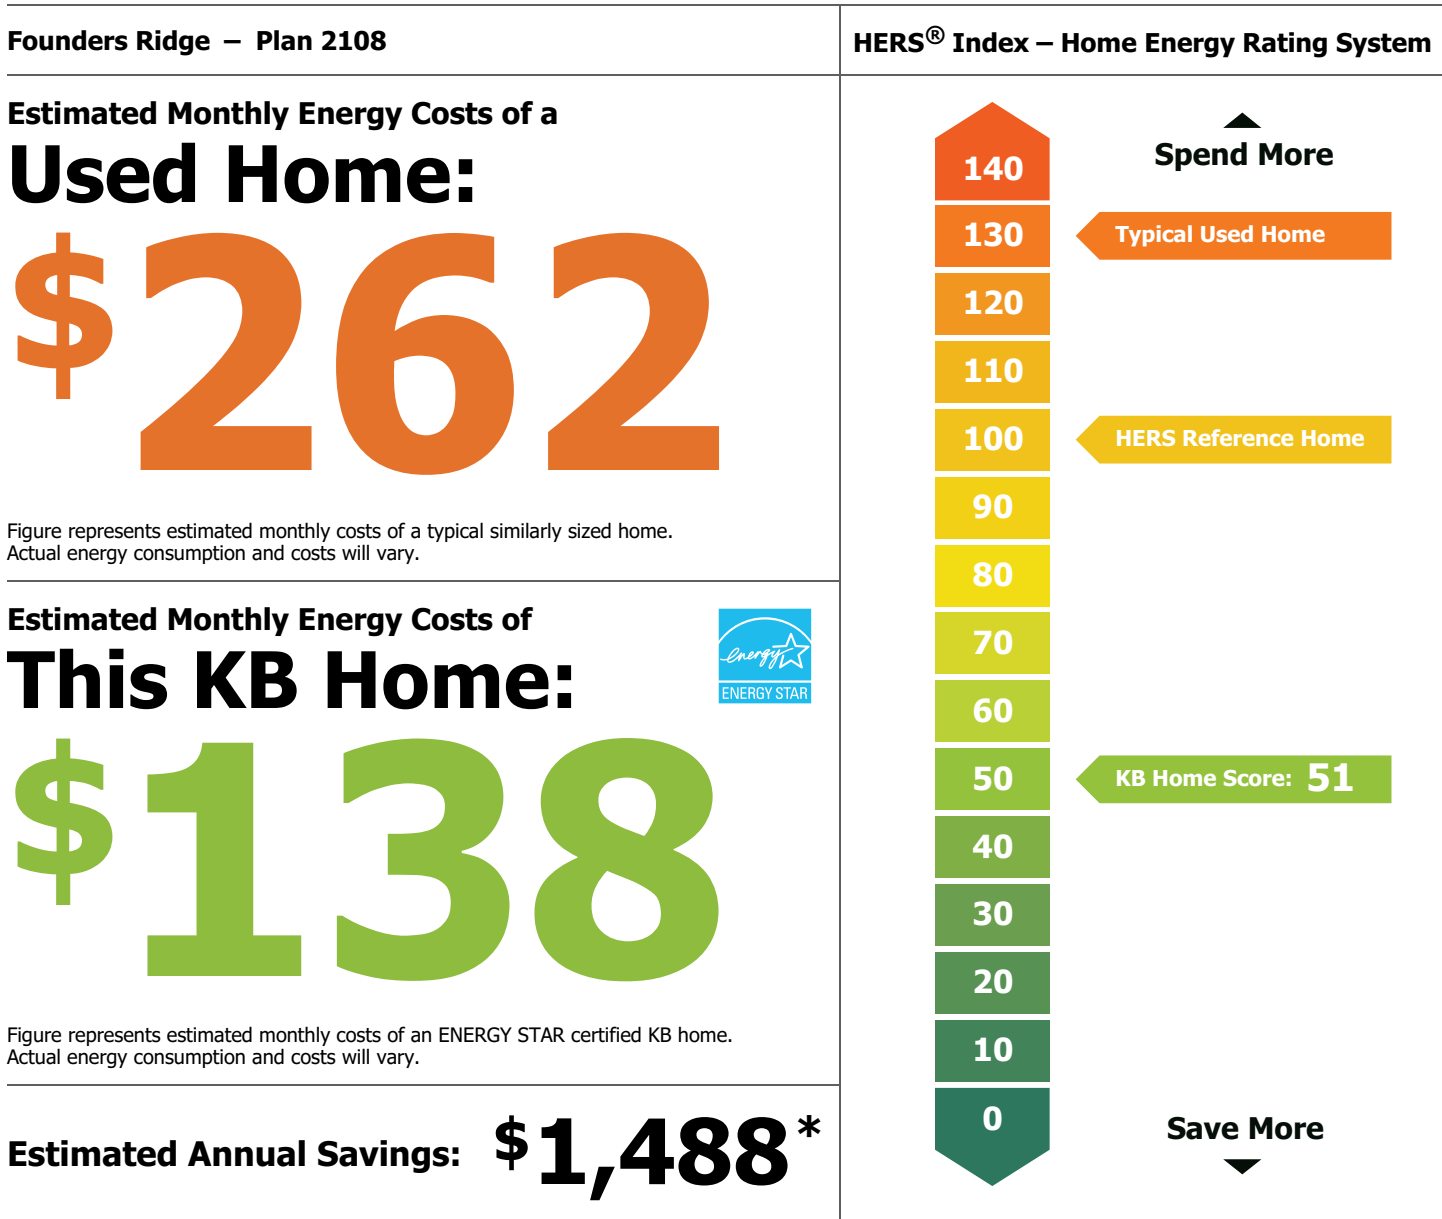 Founders Ridge – Plan 2108
Estimated Monthly Energy Costs of a
Used Home:
$262
Figure represents estimated monthly costs of a typical similarly sized home.
Actual energy consumption and costs will vary.
Estimated Monthly Energy Costs of
This KB Home:
energy
ENERGY STAR
$138
Figure represents estimated monthly costs of an ENERGY STAR certified KB home.
Actual energy consumption and costs will vary.
Estimated Annual Savings: $1,488*
HERS® Index – Home Energy Rating System
Spend More
140
130 Typical Used Home
120
110
100 HERS Reference Home
90
80
70
60
50 KB Home Score: 51
40
30
20
10
0
Save More